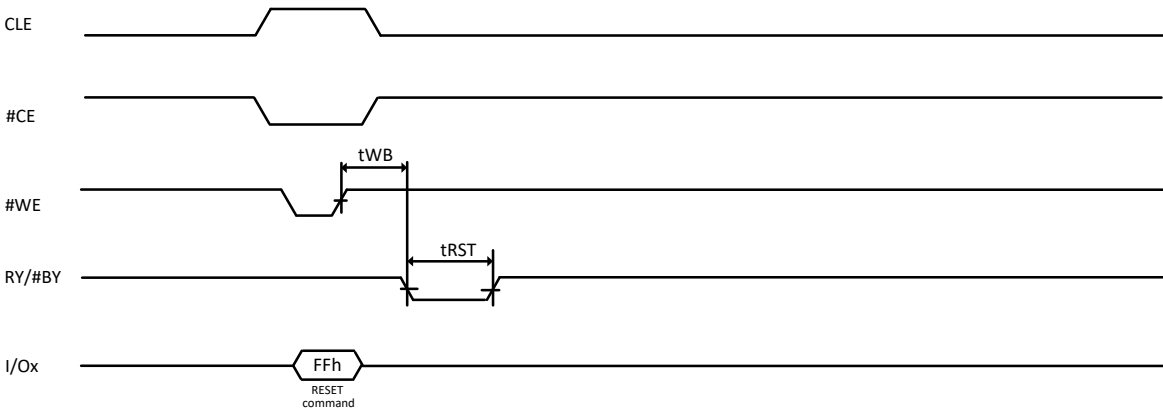 CLE
#CE
tWB
#WE
tRST
RY/#BY
I/Ox
FFh
RESET
command